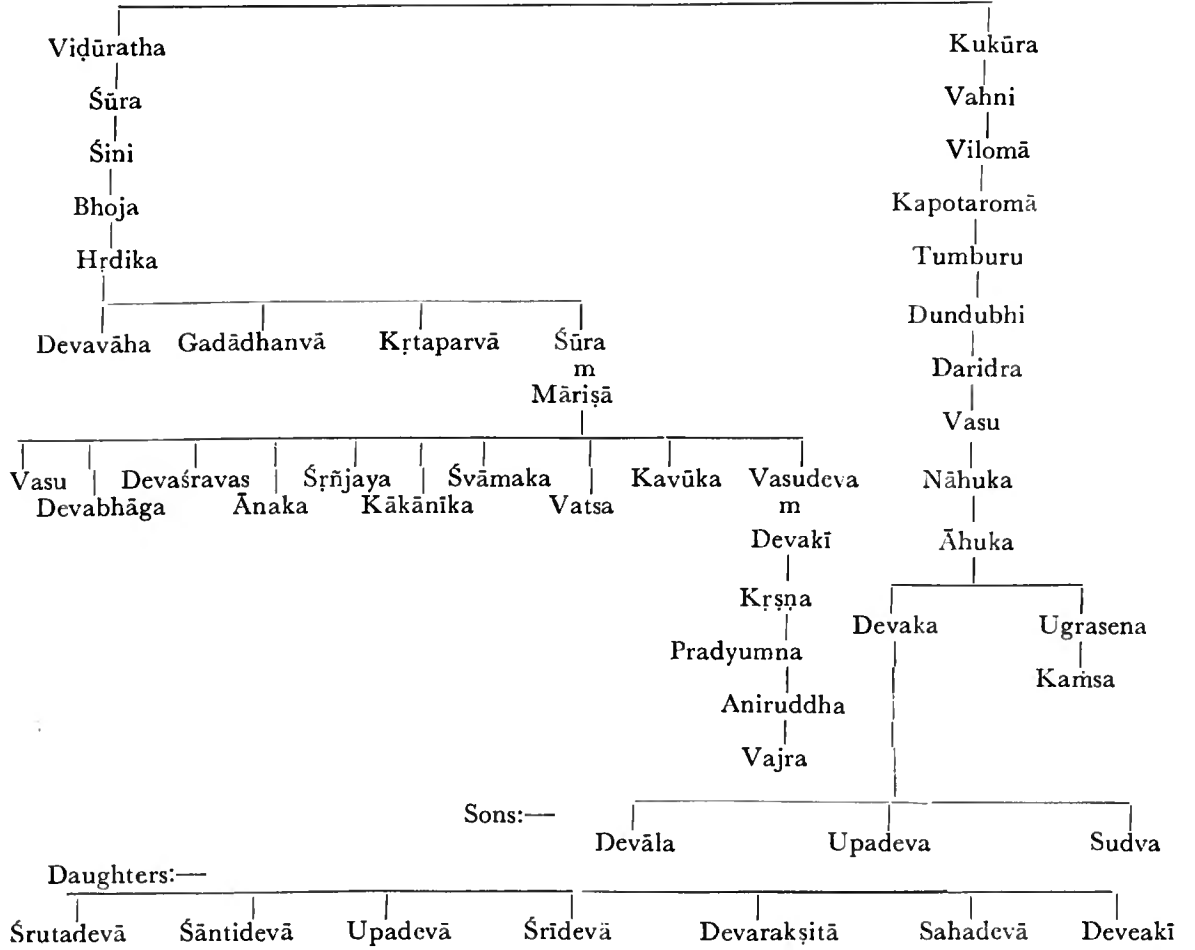 Viḍūratha Kukūra
Śūra Vahni
Śini Vilomā
Bhoja Kapotaromā
Hṛdika Tumburu
Dundubhi
Devavāha Gadādhanvā Kṛtaparvā Śūra
m Daridra
Māriṣā
Vasu
Vasu Devaśravas Śṛñjaya Śvāmaka Kavūka Vasudeva Nāhuka
Devabhāga Ānaka Kākānīka Vatsa m
Devakī Āhuka
Kṛṣṇa
Devaka Ugrasena
Pradyumna
Kaṁsa
Aniruddha
Vajra
Sons:—
Devāla Upadeva Sudva
Daughters:—
Śrutadevā Śāntidevā Upadevā Śrīdevä Devarakṣitā Sahadevā Deveakī